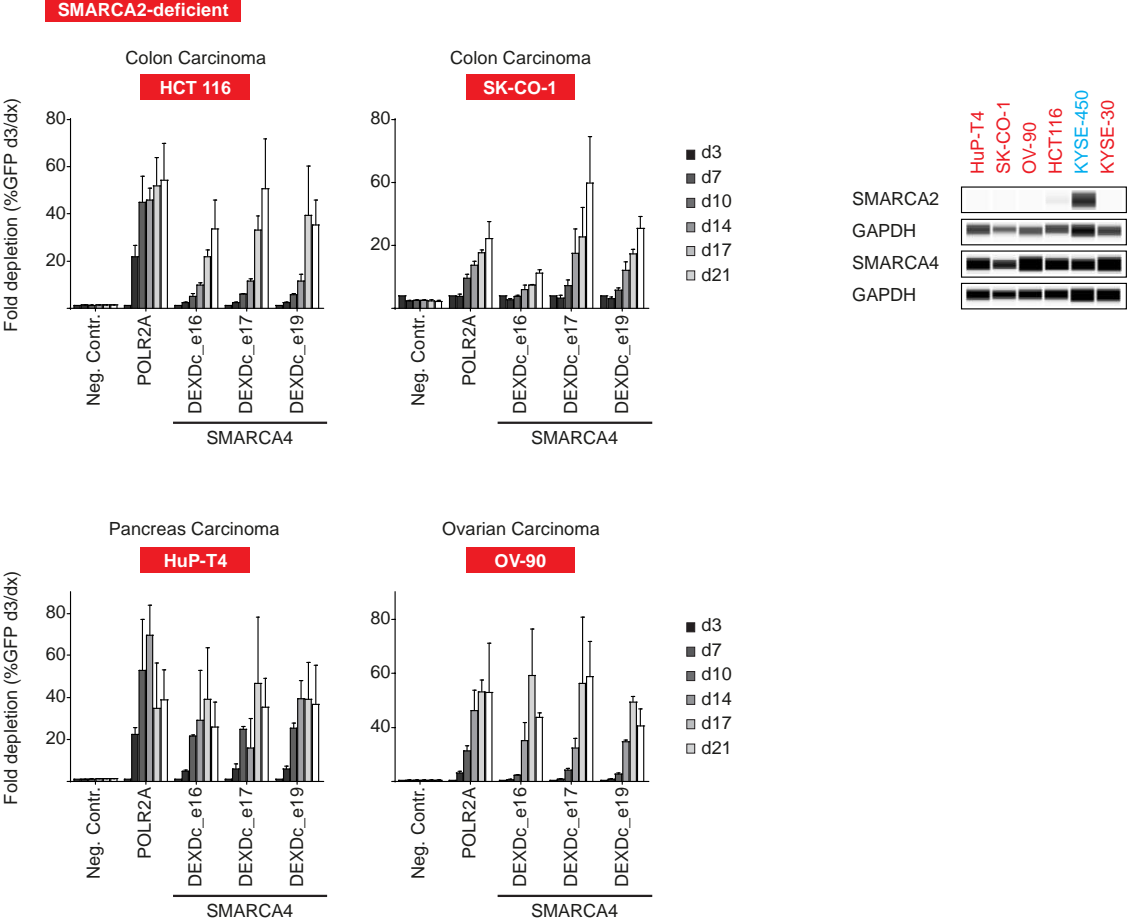 SMARCA2-deficient
Colon Carcinoma
HCT 116
Fold depletion (%GFP d3/dx)
80
60
40
20
Neg. Contr.
POLR2A
DEXDc_e16
DEXDc_e17
DEXDc_e19
SMARCA4
Colon Carcinoma
SK-CO-1
80
60
20
Neg. Contr.
POLR2A
DEXDc_e16
DEXDc_e17
DEXDc_e19
SMARCA4
d3
d7
d10
d14
d17
d21
HuP-T4
SK-CO-1
OV-90
HCT116
KYSE-450
KYSE-30
SMARCA2
GAPDH
SMARCA4
GAPDH
Pancreas Carcinoma
HuP-T4
Fold depletion (%GFP d3/dx)
80
60
40
20
Neg. Contr.
POLR2A
DEXDc_e16
DEXDc_e17
DEXDc_e19
SMARCA4
Ovarian Carcinoma
OV-90
80
60
40
Neg. Contr.
POLR2A
DEXDc_e16
DEXDc_e17
DEXDc_e19
SMARCA4
d3
d7
d10
d14
d17
d21